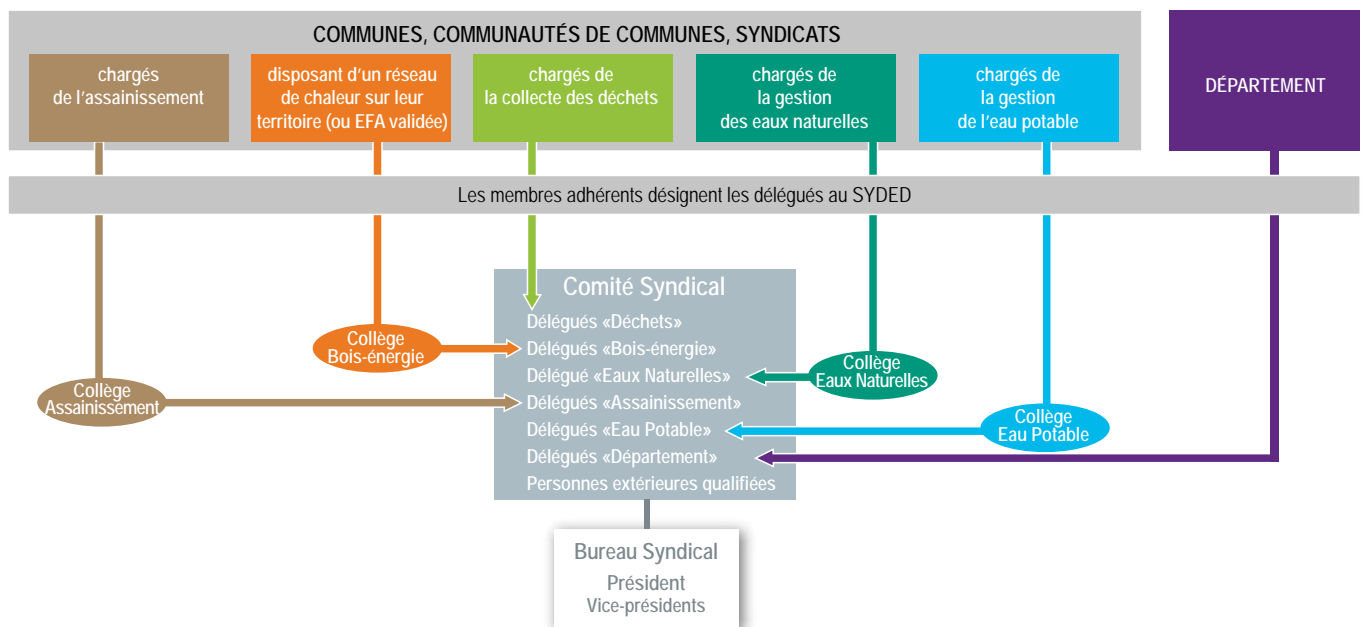 COMMUNES, COMMUNAUTÉS DE COMMUNES, SYNDICATS
chargés
de l'assainissement
disposant d'un réseau
de chaleur sur leur
territoire (ou EFA validée)
chargés de
la collecte des déchets
chargés de
la gestion
des eaux naturelles
chargés de
la gestion
de l'eau potable
DÉPARTEMENT
Les membres adhérents désignent les délégués au SYDED
Comité Syndical
Délégués «Déchets»
Délégués «Bois-énergie»
Délégué «Eaux Naturelles»
Délégués «Assainissement»
Délégués «Eau Potable»
Délégués «Département»
Personnes extérieures qualifiées
Collège
Bois-énergie
Collège
Eaux Naturelles
Collège
Assainissement
Collège
Eau Potable
Bureau Syndical
Président
Vice-présidents